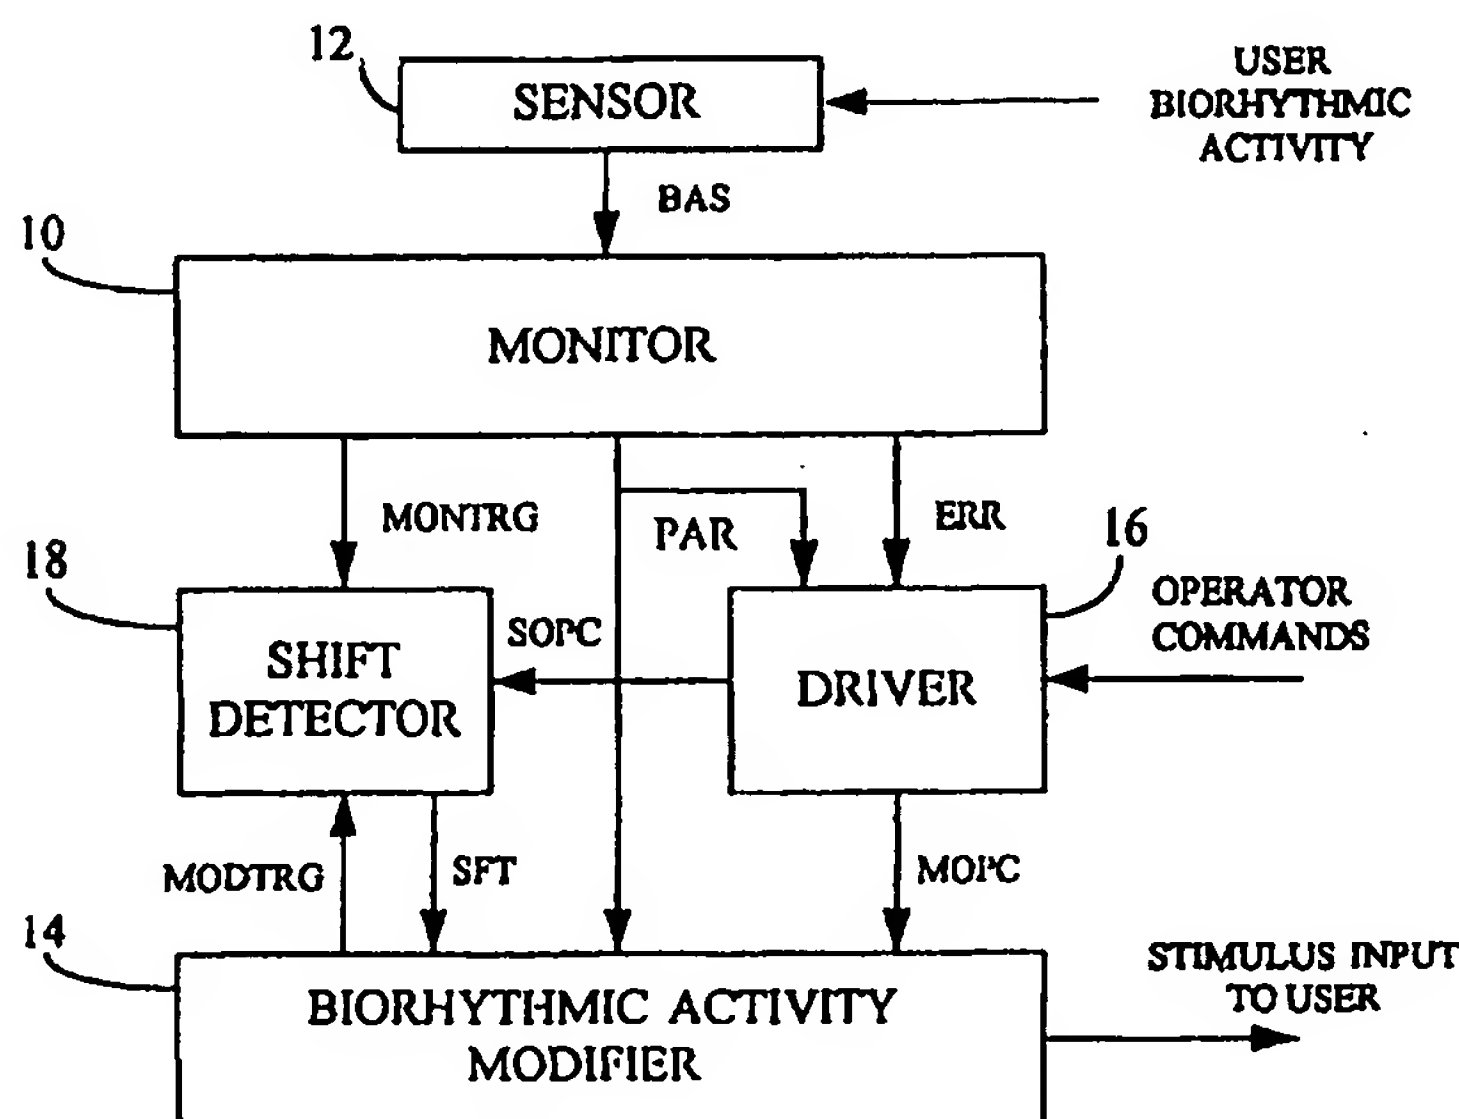 12
SENSOR
USER
BIORHYTHMIC
ACTIVITY
BAS
10
MONITOR
MONTRG
PAR
ERR
16
18
SHIFT
DETECTOR
SOPC
DRIVER
OPERATOR
COMMANDS
MODTRG
SFT
MOPC
14
BIORHYTHMIC ACTIVITY
MODIFIER
STIMULUS INPUT
TO USER